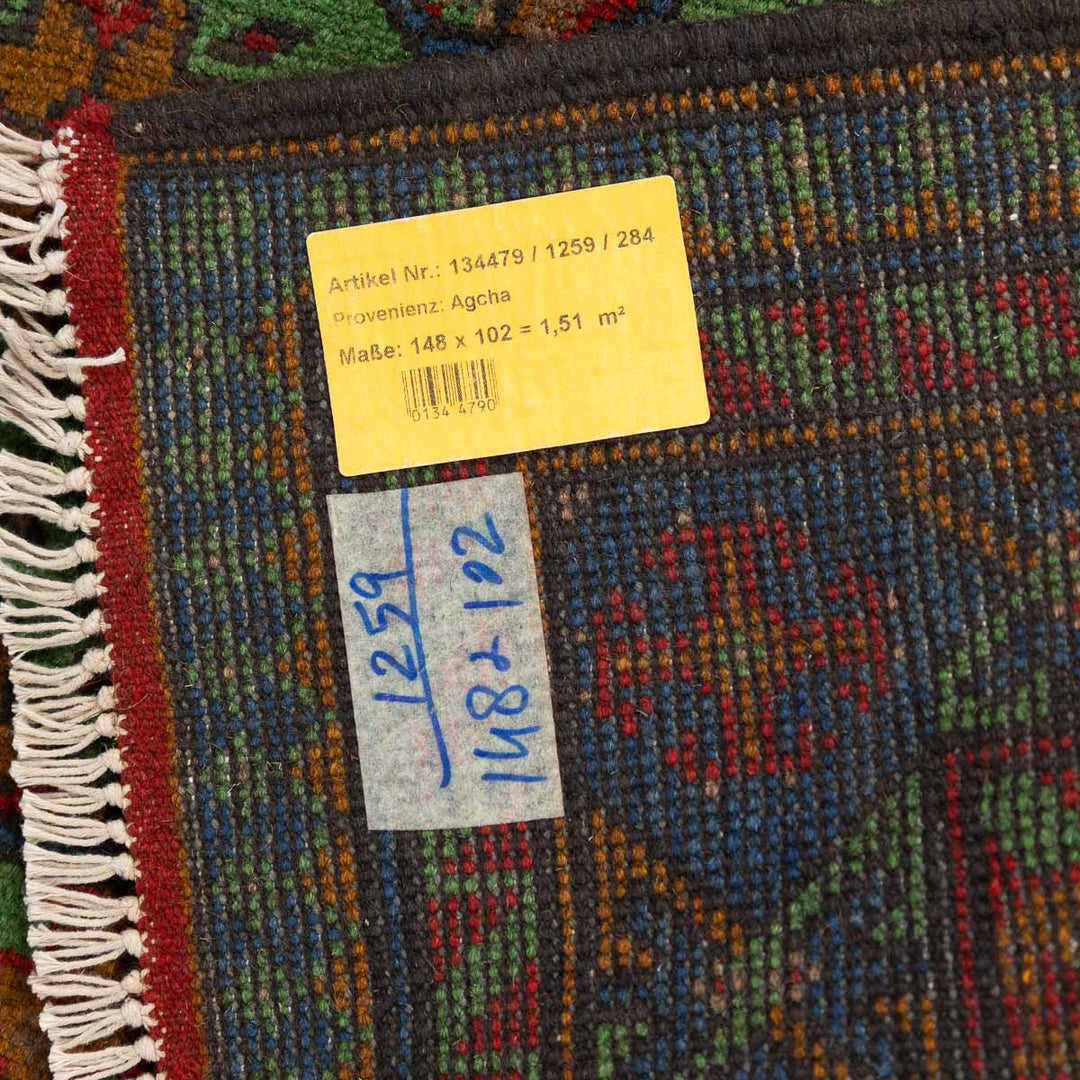 Artikel Nr.: 134479 / 1259 / 284
Provenienz: Agcha
Maße: 148 x 102 = 1,51 m²
0134 4790
1259
148 x 102